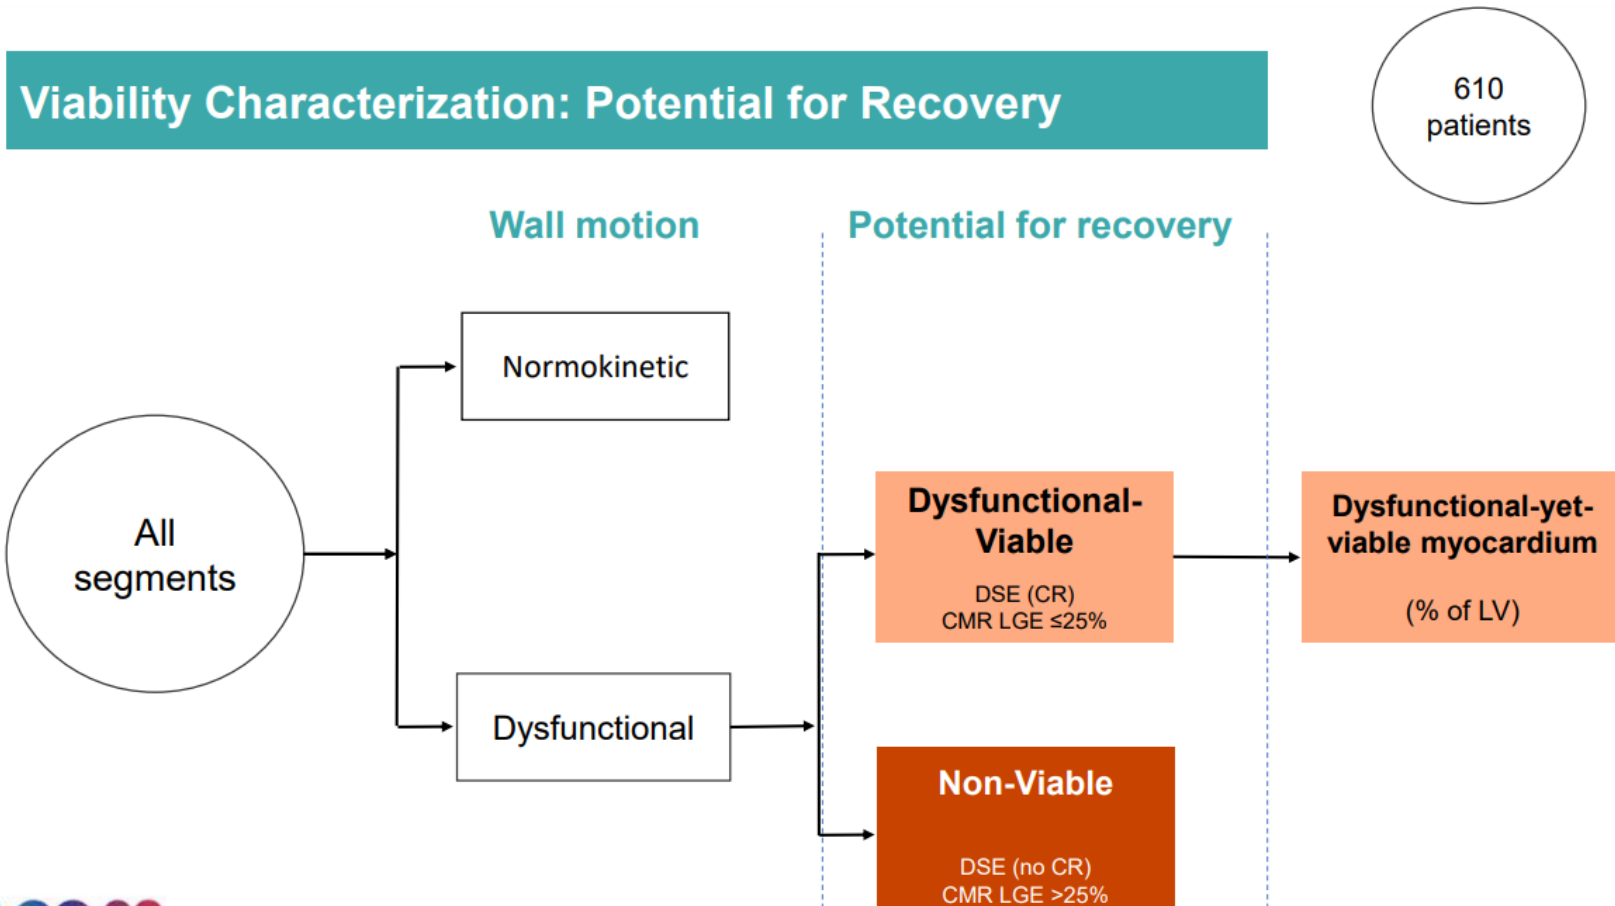 Viability Characterization: Potential for Recovery
610
patients
Wall motion
Potential for recovery
Normokinetic
All
segments
Dysfunctional
Dysfunctional-
Viable
DSE (CR)
CMR LGE ≤25%
Dysfunctional-yet-
viable myocardium
(% of LV)
Non-Viable
DSE (no CR)
CMR LGE >25%